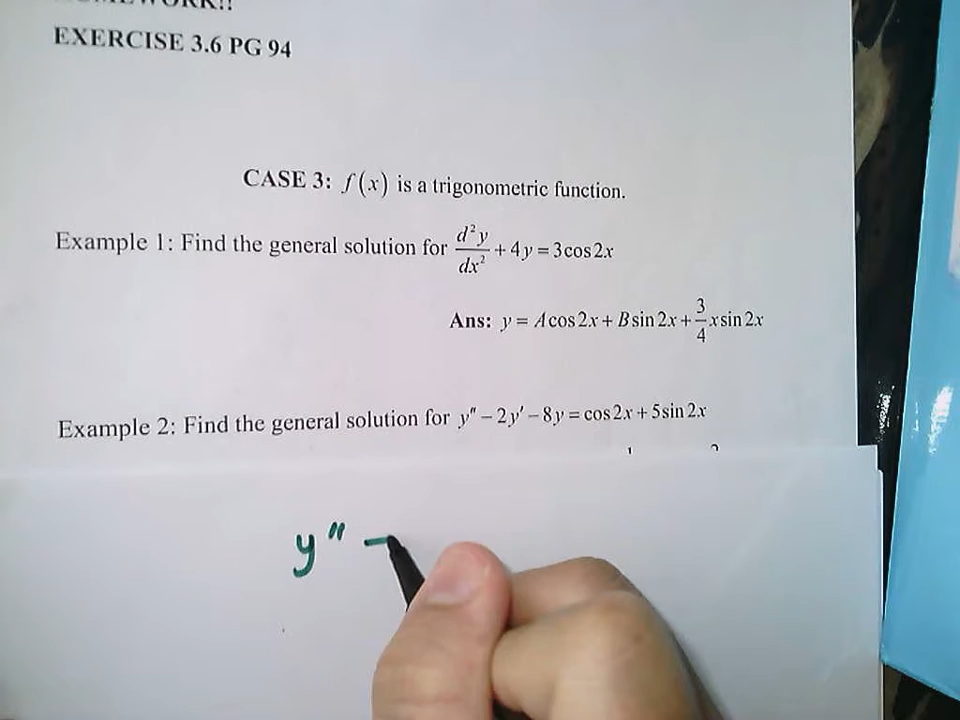 EXERCISE 3.6 PG 94
CASE 3: f(x) is a trigonometric function.
Example 1: Find the general solution for d²y/dx² + 4y = 3cos2x
Ans: y = Acos2x + Bsin2x + 3/4 xsin2x
Example 2: Find the general solution for y″ − 2y′ − 8y = cos2x + 5sin2x
y″ −